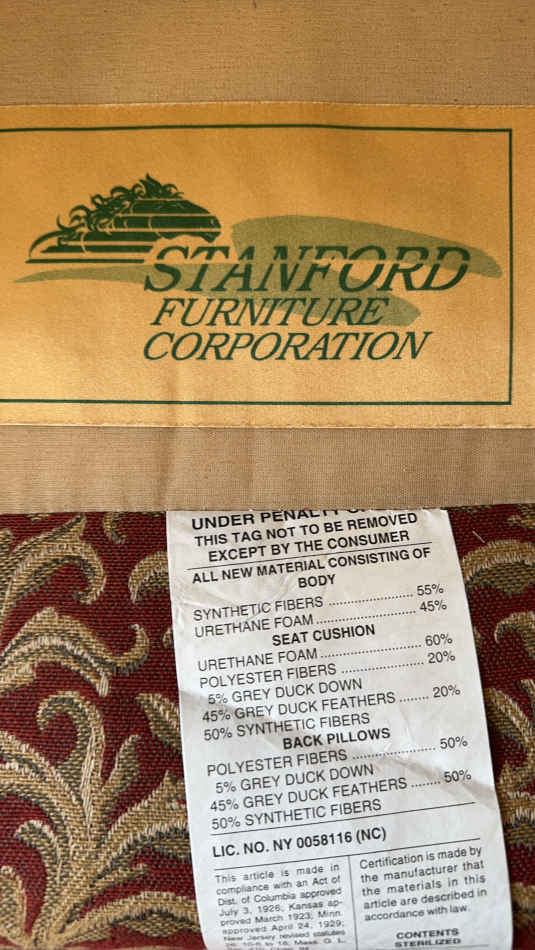 STANFORD
FURNITURE
CORPORATION
UNDER PENALTY
THIS TAG NOT TO BE REMOVED
EXCEPT BY THE CONSUMER
ALL NEW MATERIAL CONSISTING OF
BODY
SYNTHETIC FIBERS ..................... 55%
URETHANE FOAM ......................... 45%
SEAT CUSHION
URETHANE FOAM ......................... 60%
POLYESTER FIBERS ..................... 20%
5% GREY DUCK DOWN
45% GREY DUCK FEATHERS ....... 20%
50% SYNTHETIC FIBERS
BACK PILLOWS
POLYESTER FIBERS ..................... 50%
5% GREY DUCK DOWN
45% GREY DUCK FEATHERS ........ 50%
50% SYNTHETIC FIBERS
LIC. NO. NY 0058116 (NC)
This article is made in
compliance with an Act of
Dist. of Columbia approved
July 3, 1926; Kansas ap-
proved March 1923; Minn.
approved April 24, 1929;
New Jersey revised statutes
26: 10-6 to 18; Mass. G. L.
Certification is made by
the manufacturer that
the materials in this
article are described in
accordance with law.
CONTENTS
STERILIZED